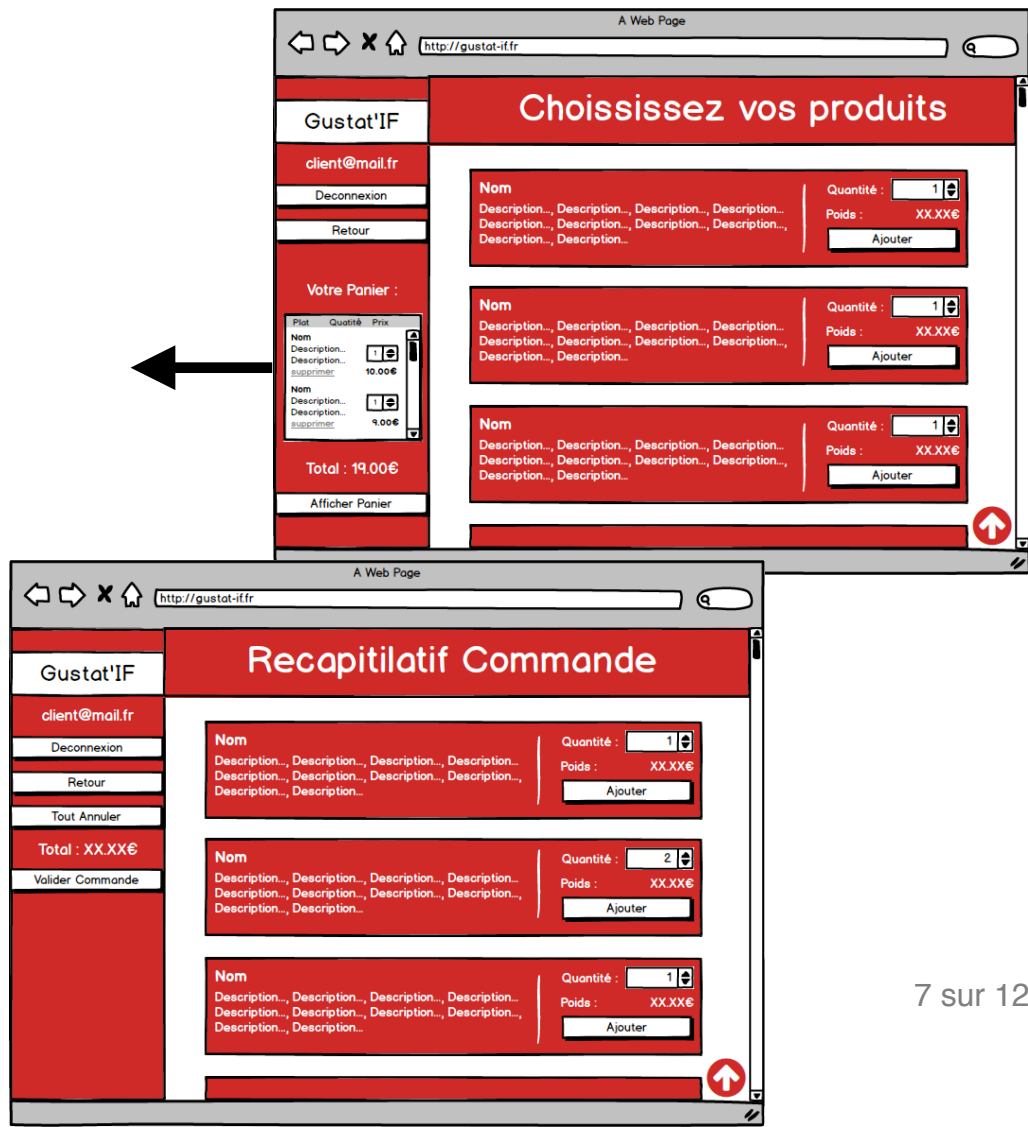 A Web Page
http://gustat-if.fr
Gustat'IF
Choississez vos produits
client@mail.fr
Deconnexion
Retour
Votre Panier :
Plat Quatité Prix
Nom
Description...
Description...
1
supprimer 10.00€
Nom
Description...
Description...
1
supprimer 9.00€
Total : 19.00€
Afficher Panier
Nom
Description..., Description..., Description..., Description...
Description..., Description..., Description..., Description...,
Description..., Description...
Quantité : 1
Poids : XX.XX€
Ajouter
Nom
Description..., Description..., Description..., Description...
Description..., Description..., Description..., Description...,
Description..., Description...
Quantité : 1
Poids : XX.XX€
Ajouter
Nom
Description..., Description..., Description..., Description...
Description..., Description..., Description..., Description...,
Description..., Description...
Quantité : 1
Poids : XX.XX€
Ajouter
A Web Page
http://gustat-if.fr
Gustat'IF
Recapitilatif Commande
client@mail.fr
Deconnexion
Retour
Tout Annuler
Total : XX.XX€
Valider Commande
Nom
Description..., Description..., Description..., Description...
Description..., Description..., Description..., Description...,
Description..., Description...
Quantité : 1
Poids : XX.XX€
Ajouter
Nom
Description..., Description..., Description..., Description...
Description..., Description..., Description..., Description...,
Description..., Description...
Quantité : 2
Poids : XX.XX€
Ajouter
Nom
Description..., Description..., Description..., Description...
Description..., Description..., Description..., Description...,
Description..., Description...
Quantité : 1
Poids : XX.XX€
Ajouter
7 sur 12